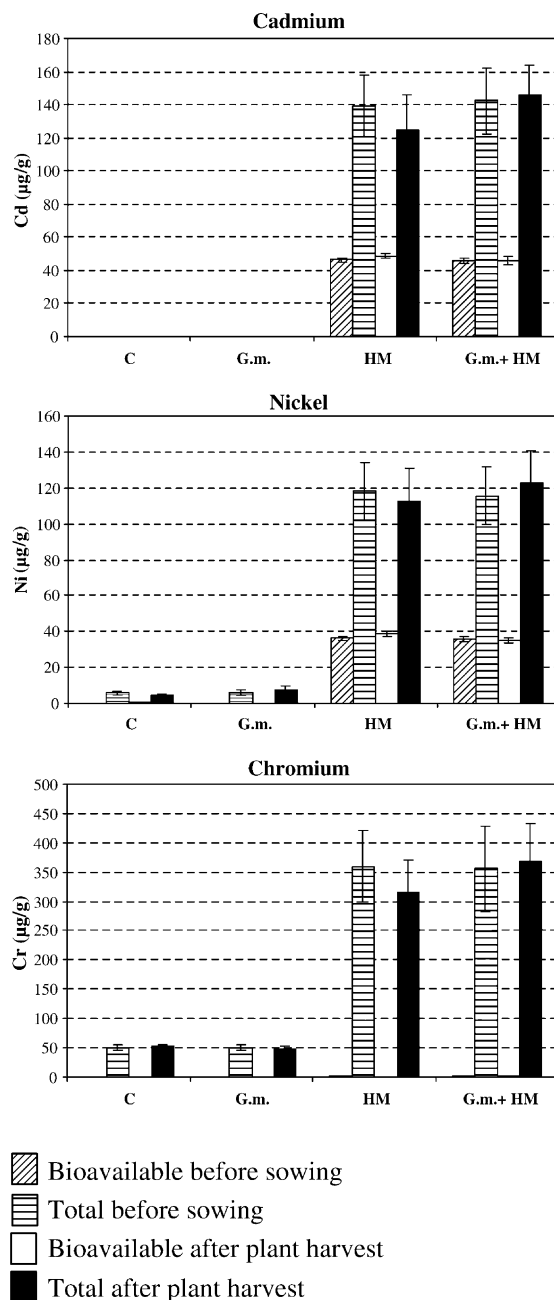 Cadmium
Cd (µg/g)
180
160
140
120
100
80
60
40
20
0
C G.m. HM G.m.+ HM
Nickel
Ni (µg/g)
160
140
120
100
80
60
40
20
0
C G.m. HM G.m.+ HM
Chromium
Cr (µg/g)
500
450
400
350
300
250
200
150
100
50
0
C G.m. HM G.m.+ HM
Bioavailable before sowing
Total before sowing
Bioavailable after plant harvest
Total after plant harvest